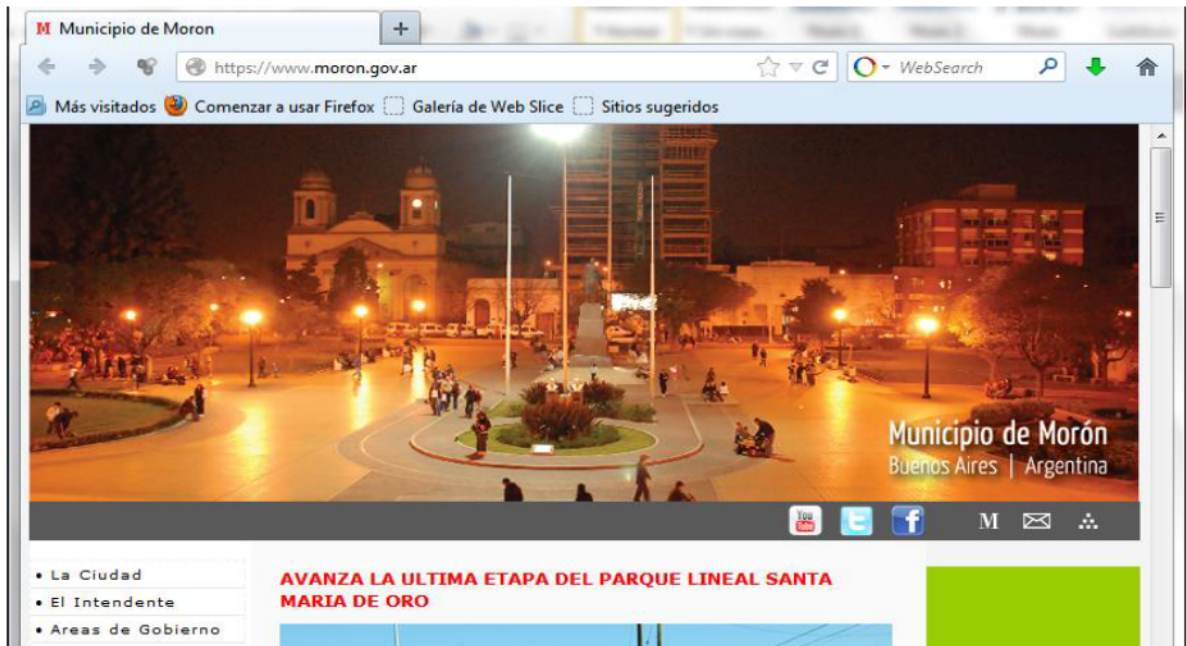 M Municipio de Moron
https://www.moron.gov.ar
WebSearch
Más visitados Comenzar a usar Firefox Galería de Web Slice Sitios sugeridos
Municipio de Morón
Buenos Aires | Argentina
You Tube t f M
• La Ciudad
• El Intendente
• Areas de Gobierno
AVANZA LA ULTIMA ETAPA DEL PARQUE LINEAL SANTA
MARIA DE ORO